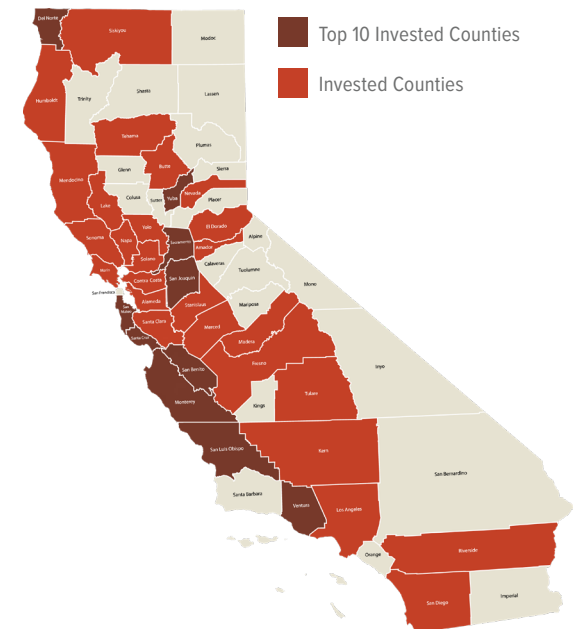 Del Norte
Siskiyou
Modoc
Top 10 Invested Counties
Invested Counties
Humboldt
Trinity
Shasta
Lassen
Tehama
Plumas
Butte
Glenn
Sierra
Mendocino
Colusa
Sutter
Yuba
Nevada
Placer
Lake
Yolo
El Dorado
Sonoma
Napa
Sacramento
Amador
Alpine
Solano
Marin
Calaveras
Tuolumne
San Francisco
Contra Costa
San Joaquin
Mono
Alameda
San
Mateo
Stanislaus
Mariposa
Santa Clara
Merced
Santa Cruz
Madera
San Benito
Fresno
Inyo
Monterey
Kings
Tulare
San Luis Obispo
Kern
San Bernardino
Santa Barbara
Ventura
Los Angeles
Orange
Riverside
San Diego
Imperial